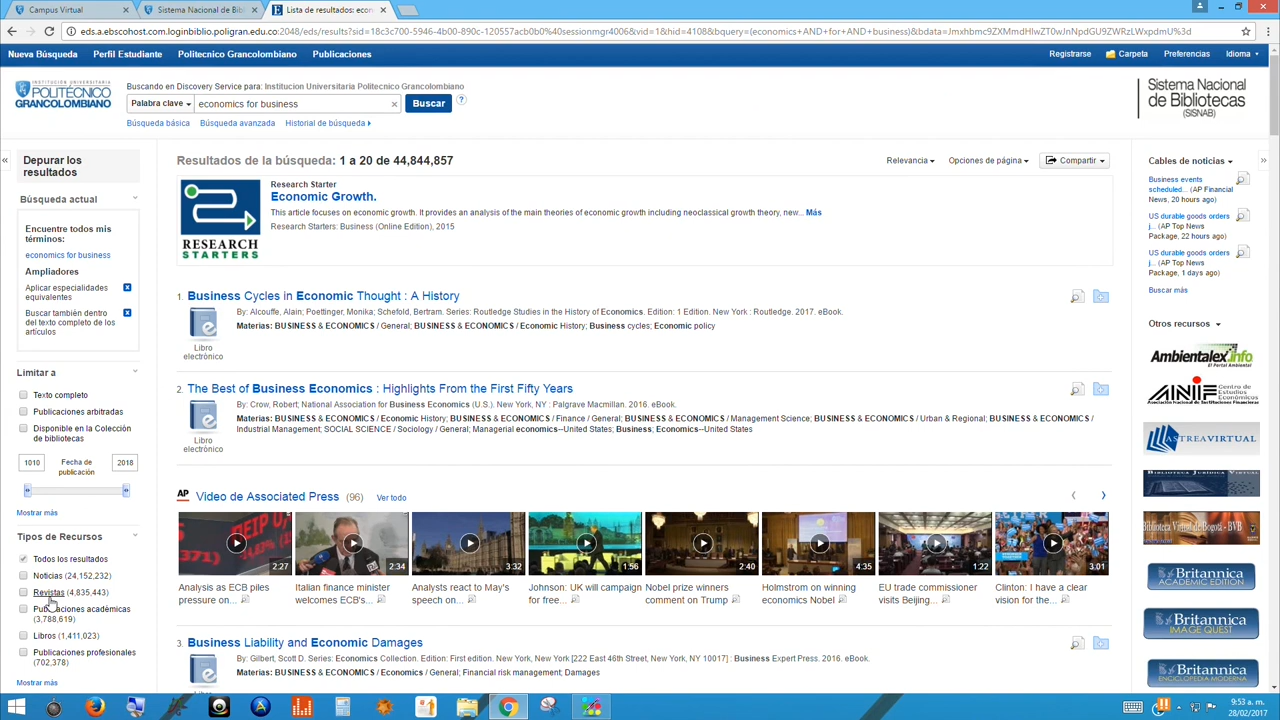 Campus Virtual
Sistema Nacional de Bibl
Lista de resultados: econ
eds.a.ebscohost.com.loginbiblio.poligran.edu.co:2048/eds/results?sid=18c3c700-5946-4b00-890c-120557acb0b0%40sessionmgr4006&vid=1&hid=4108&bquery=(economics+AND+for+AND+business)&bdata=Jmxhbmc9ZXMmdHlwZT0wJnNpdGU9ZWRzLWxpdmU%3d
Nueva Búsqueda
Perfil Estudiante
Politecnico Grancolombiano
Publicaciones
Registrarse
Carpeta
Preferencias
Idioma
INSTITUCIÓN UNIVERSITARIA
POLITÉCNICO
GRANCOLOMBIANO
Buscando en Discovery Service para: Institucion Universitaria Politecnico Grancolombiano
Palabra clave
economics for business
Buscar
Búsqueda básica
Búsqueda avanzada
Historial de búsqueda
Sistema Nacional
de Bibliotecas
(SISNAB)
Depurar los
resultados
Búsqueda actual
Encuentre todos mis
términos:
economics for business
Ampliadores
Aplicar especialidades
equivalentes
Buscar también dentro
del texto completo de los
artículos
Limitar a
Texto completo
Publicaciones arbitradas
Disponible en la Colección
de bibliotecas
1010
Fecha de
publicación
2018
Mostrar más
Tipos de Recursos
Todos los resultados
Noticias (24,152,232)
Revistas (4,835,443)
Publicaciones académicas
(3,788,619)
Libros (1,411,023)
Publicaciones profesionales
(702,378)
Mostrar más
Resultados de la búsqueda: 1 a 20 de 44,844,857
Relevancia
Opciones de página
Compartir
RESEARCH
STARTERS
Research Starter
Economic Growth.
This article focuses on economic growth. It provides an analysis of the main theories of economic growth including neoclassical growth theory, new... Más
Research Starters: Business (Online Edition), 2015
1. Business Cycles in Economic Thought : A History
By: Alcouffe, Alain; Poettinger, Monika; Schefold, Bertram. Series: Routledge Studies in the History of Economics. Edition: 1 Edition. New York : Routledge. 2017. eBook.
Materias: BUSINESS & ECONOMICS / General; BUSINESS & ECONOMICS / Economic History; Business cycles; Economic policy
Libro
electrónico
2. The Best of Business Economics : Highlights From the First Fifty Years
By: Crow, Robert; National Association for Business Economics (U.S.). New York, NY : Palgrave Macmillan. 2016. eBook.
Materias: BUSINESS & ECONOMICS / Economic History; BUSINESS & ECONOMICS / Finance / General; BUSINESS & ECONOMICS / Management Science; BUSINESS & ECONOMICS / Urban & Regional; BUSINESS & ECONOMICS /
Industrial Management; SOCIAL SCIENCE / Sociology / General; Managerial economics--United States; Business; Economics--United States
Libro
electrónico
AP Video de Associated Press (96) Ver todo
2:27
2:34
3:32
1:56
2:40
4:32
1:22
3:01
Analysis as ECB piles
pressure on...
Italian finance minister
welcomes ECB's...
Analysts react to May's
speech on...
Johnson: UK will campaign
for free...
Nobel prize winners
comment on Trump
Holmstrom on winning
economics Nobel
EU trade commissioner
visits Beijing...
Clinton: I have a clear
vision for the...
3. Business Liability and Economic Damages
By: Gilbert, Scott D. Series: Economics Collection. Edition: First edition. New York, New York [222 East 46th Street, New York, NY 10017] : Business Expert Press. 2016. eBook.
Materias: BUSINESS & ECONOMICS / Economics / General; Financial risk management; Damages
Cables de noticias
Business events
scheduled... (AP Financial
News, 20 hours ago)
US durable goods orders
j... (AP Top News
Package, 22 hours ago)
US durable goods orders
j... (AP Top News
Package, 1 days ago)
Buscar más
Otros recursos
Ambientalex.info
El Portal Ambiental
ANIF
Centro de
Estudios
Económicos
Asociación Nacional de Instituciones Financieras
ASTREAVIRTUAL
BIBLIOTECA JURÍDICA VIRTUAL
Biblioteca Virtual de Bogotá - BVB
Britannica
ACADEMIC EDITION
Britannica
IMAGE QUEST
Britannica
ENCICLOPEDIA MODERNA
9:53 a. m.
28/02/2017